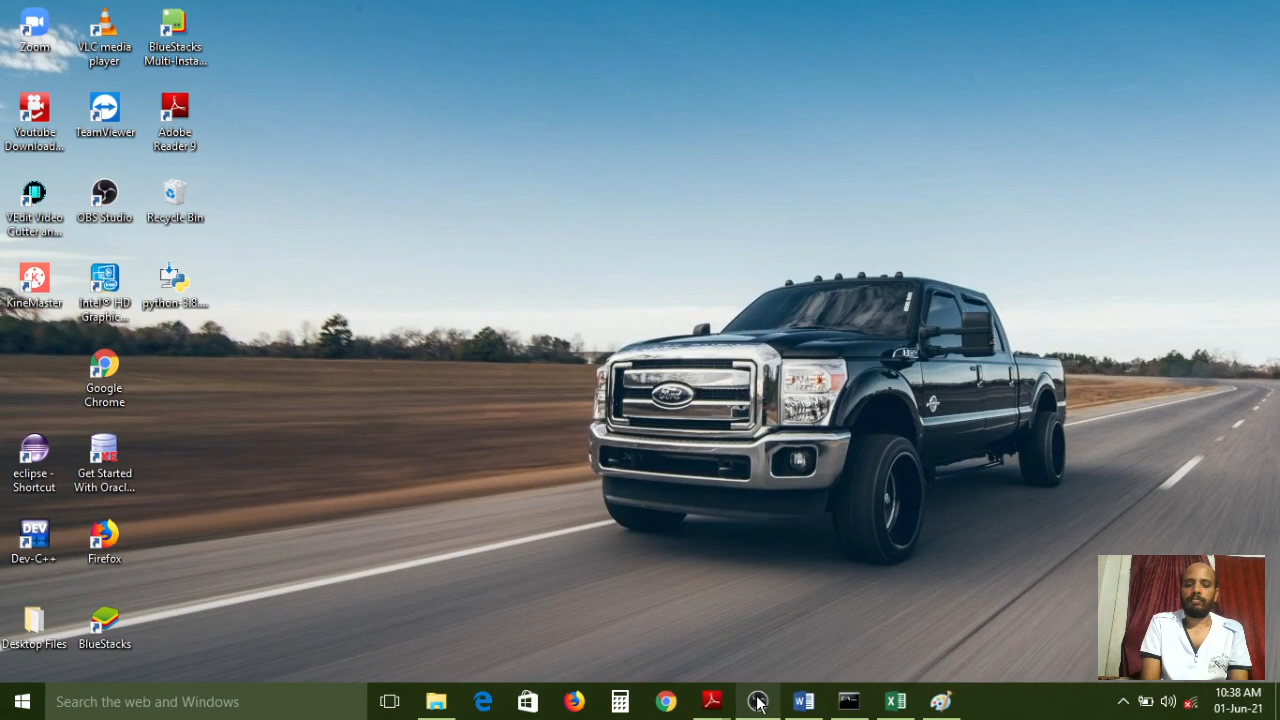 Zoom
VLC media
player
BlueStacks
Multi-Insta...
Youtube
Download...
TeamViewer
Adobe
Reader 9
VEdit Video
Cutter an...
OBS Studio
Recycle Bin
KineMaster
Intel® HD
Graphic...
python-3.8....
Google
Chrome
eclipse -
Shortcut
Get Started
With Oracl...
DEV
Dev-C++
Firefox
Desktop Files
BlueStacks
Ford
Search the web and Windows
10:38 AM
01-Jun-21